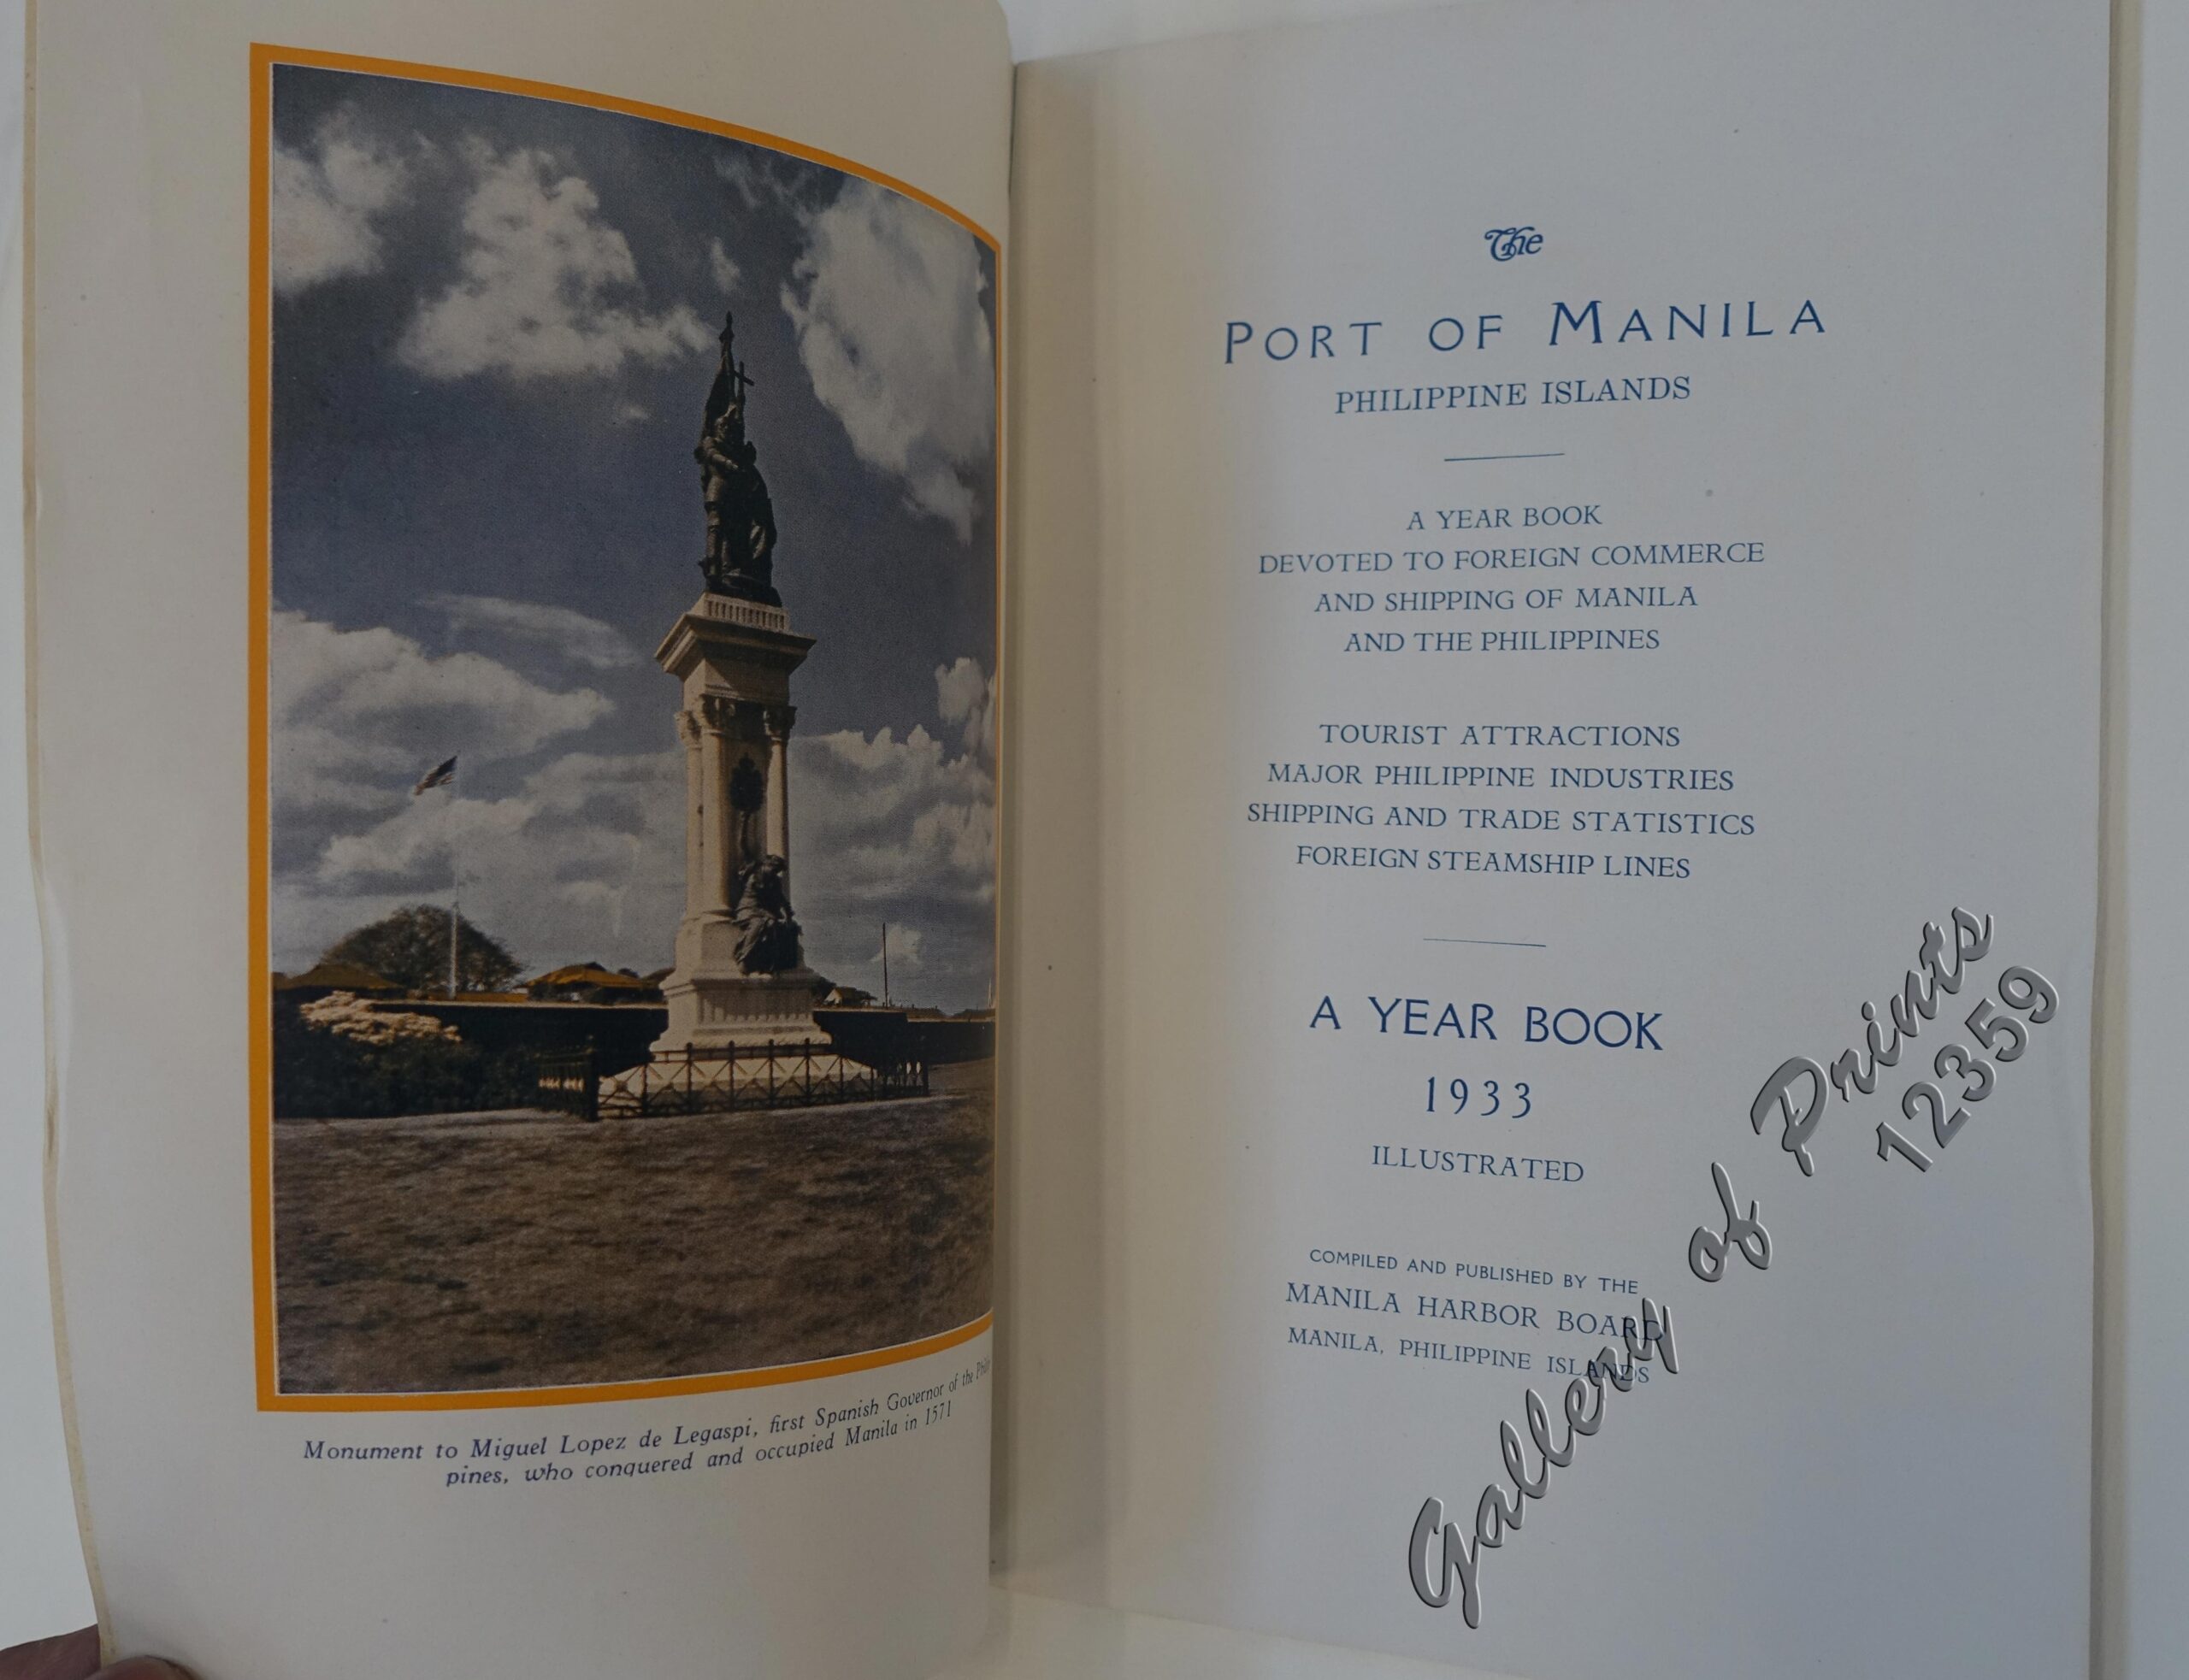 Monument to Miguel Lopez de Legaspi, first Spanish Governor of the Philip
pines, who conquered and occupied Manila in 1571
The
PORT OF MANILA
PHILIPPINE ISLANDS
A YEAR BOOK
DEVOTED TO FOREIGN COMMERCE
AND SHIPPING OF MANILA
AND THE PHILIPPINES
TOURIST ATTRACTIONS
MAJOR PHILIPPINE INDUSTRIES
SHIPPING AND TRADE STATISTICS
FOREIGN STEAMSHIP LINES
A YEAR BOOK
1933
ILLUSTRATED
COMPILED AND PUBLISHED BY THE
MANILA HARBOR BOARD
MANILA, PHILIPPINE ISLANDS
Gallery of Prints
12359